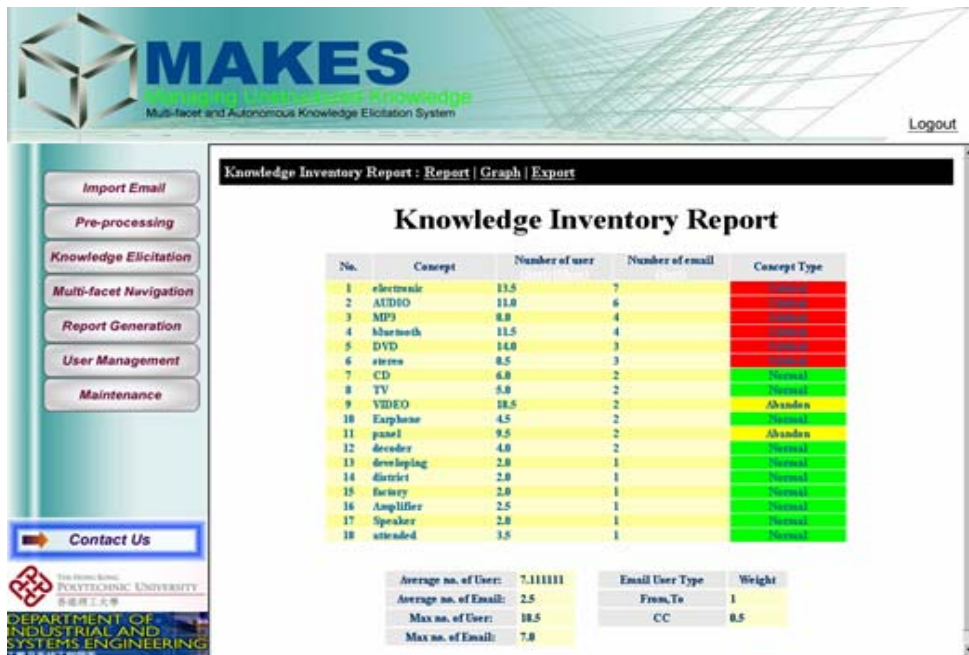 MAKES
Managing Unstructured Knowledge
Multi-facet and Autonomous Knowledge Elicitation System
Logout
Import Email
Pre-processing
Knowledge Elicitation
Multi-facet Navigation
Report Generation
User Management
Maintenance
Contact Us
THE HONG KONG
POLYTECHNIC UNIVERSITY
香港理工大學
DEPARTMENT OF
INDUSTRIAL AND
SYSTEMS ENGINEERING
Knowledge Inventory Report : Report | Graph | Export
Knowledge Inventory Report
No. Concept Number of user Number of email Concept Type
1 electronic 13.5 7
2 AUDIO 11.0 6
3 MP3 8.0 4
4 bluetooth 11.5 4
5 DVD 14.0 3
6 stereo 8.5 3
7 CD 6.0 2 Normal
8 TV 5.0 2 Normal
9 VIDEO 10.5 2 Abandon
10 Earphone 4.5 2 Normal
11 panel 9.5 2 Abandon
12 decoder 4.0 2 Normal
13 developing 2.0 1 Normal
14 district 2.0 1 Normal
15 factory 2.0 1 Normal
16 Amplifier 2.5 1 Normal
17 Speaker 2.0 1 Normal
18 attended 3.5 1 Normal
Average no. of User: 7.111111 Email User Type Weight
Average no. of Email: 2.5 From,To 1
Max no. of User: 18.5 CC 0.5
Max no. of Email: 7.0